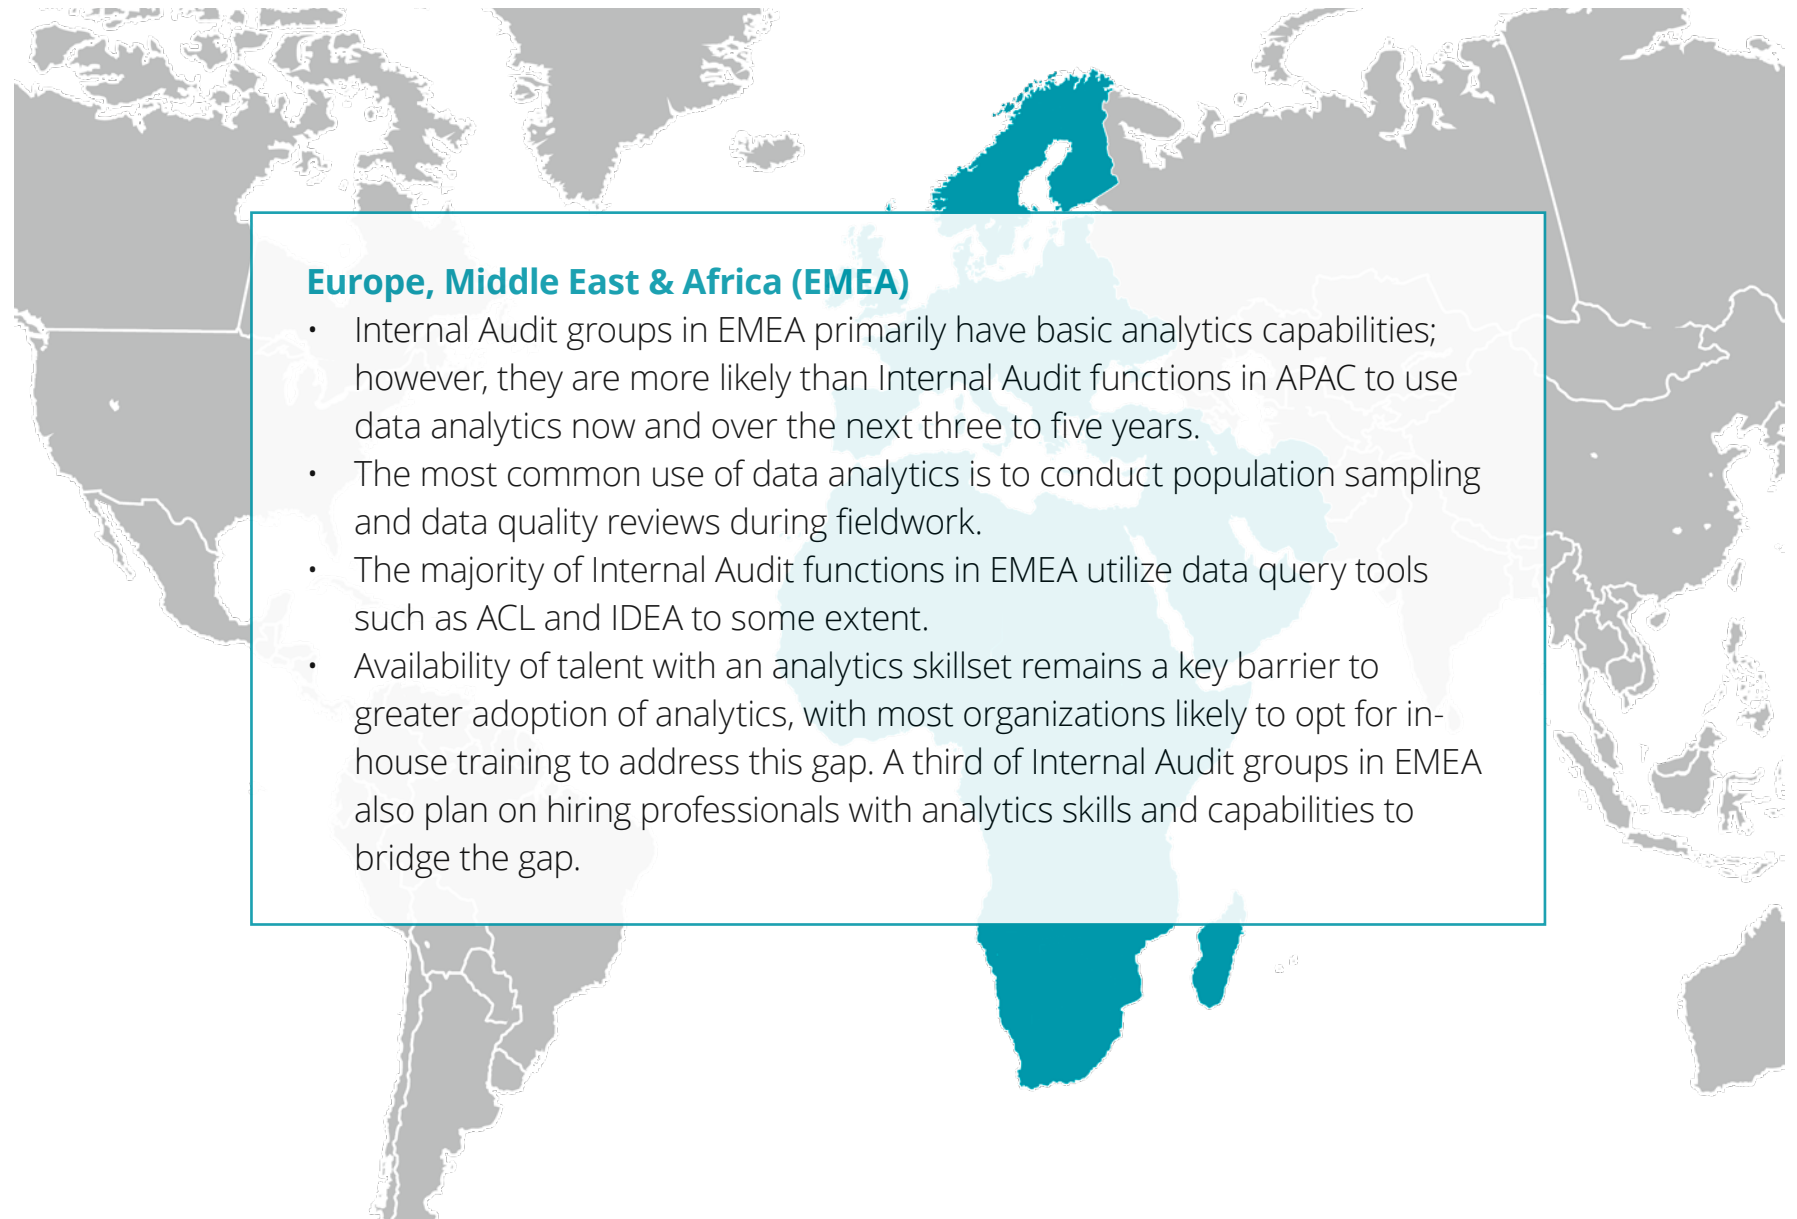 Europe, Middle East & Africa (EMEA)
• Internal Audit groups in EMEA primarily have basic analytics capabilities;
however, they are more likely than Internal Audit functions in APAC to use
data analytics now and over the next three to five years.
• The most common use of data analytics is to conduct population sampling
and data quality reviews during fieldwork.
• The majority of Internal Audit functions in EMEA utilize data query tools
such as ACL and IDEA to some extent.
• Availability of talent with an analytics skillset remains a key barrier to
greater adoption of analytics, with most organizations likely to opt for in-
house training to address this gap. A third of Internal Audit groups in EMEA
also plan on hiring professionals with analytics skills and capabilities to
bridge the gap.